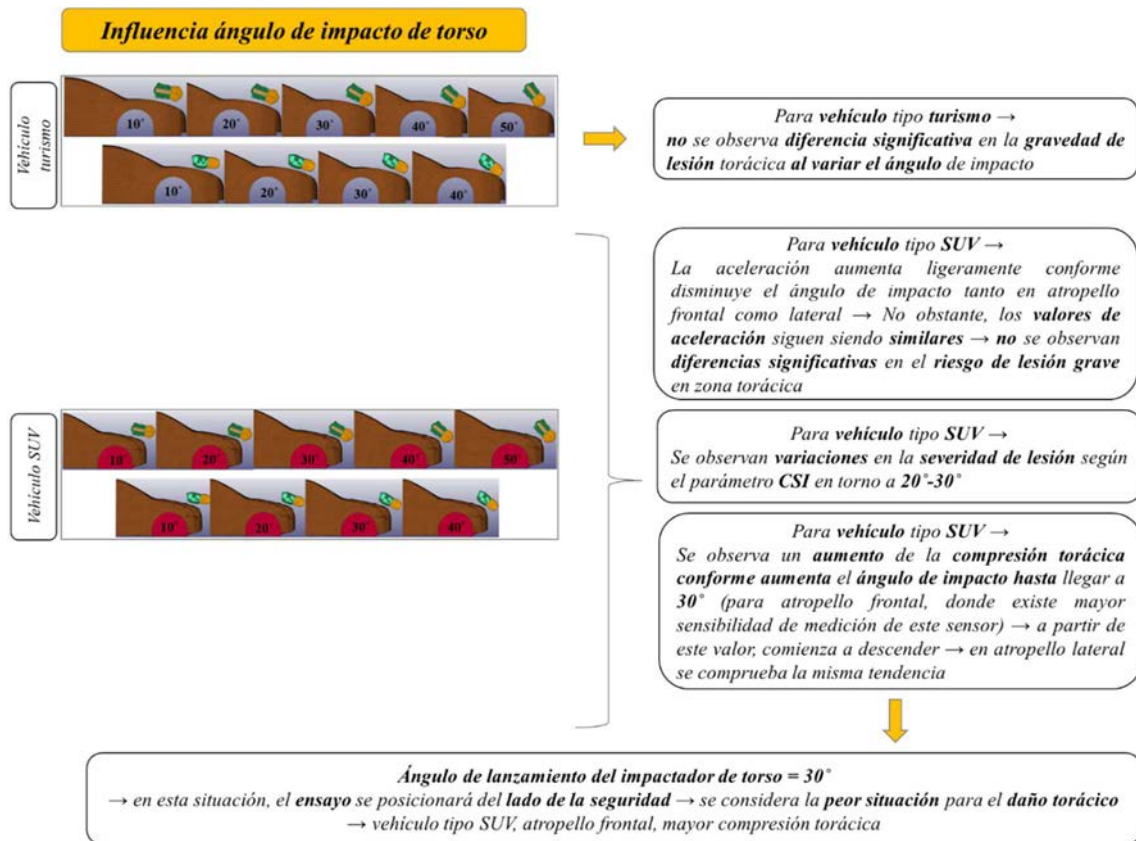 Influencia ángulo de impacto de torso
Vehículo
turismo
10˚
20˚
30˚
40˚
50˚
10˚
20˚
30˚
40˚
Para vehículo tipo turismo →
no se observa diferencia significativa en la gravedad de
lesión torácica al variar el ángulo de impacto
Para vehículo tipo SUV →
La aceleración aumenta ligeramente conforme
disminuye el ángulo de impacto tanto en atropello
frontal como lateral → No obstante, los valores de
aceleración siguen siendo similares → no se observan
diferencias significativas en el riesgo de lesión grave
en zona torácica
Vehículo SUV
10˚
20˚
30˚
40˚
50˚
10˚
20˚
30˚
40˚
Para vehículo tipo SUV →
Se observan variaciones en la severidad de lesión según
el parámetro CSI en torno a 20˚-30˚
Para vehículo tipo SUV →
Se observa un aumento de la compresión torácica
conforme aumenta el ángulo de impacto hasta llegar a
30˚ (para atropello frontal, donde existe mayor
sensibilidad de medición de este sensor) → a partir de
este valor, comienza a descender → en atropello lateral
se comprueba la misma tendencia
Ángulo de lanzamiento del impactador de torso = 30˚
→ en esta situación, el ensayo se posicionará del lado de la seguridad → se considera la peor situación para el daño torácico
→ vehículo tipo SUV, atropello frontal, mayor compresión torácica